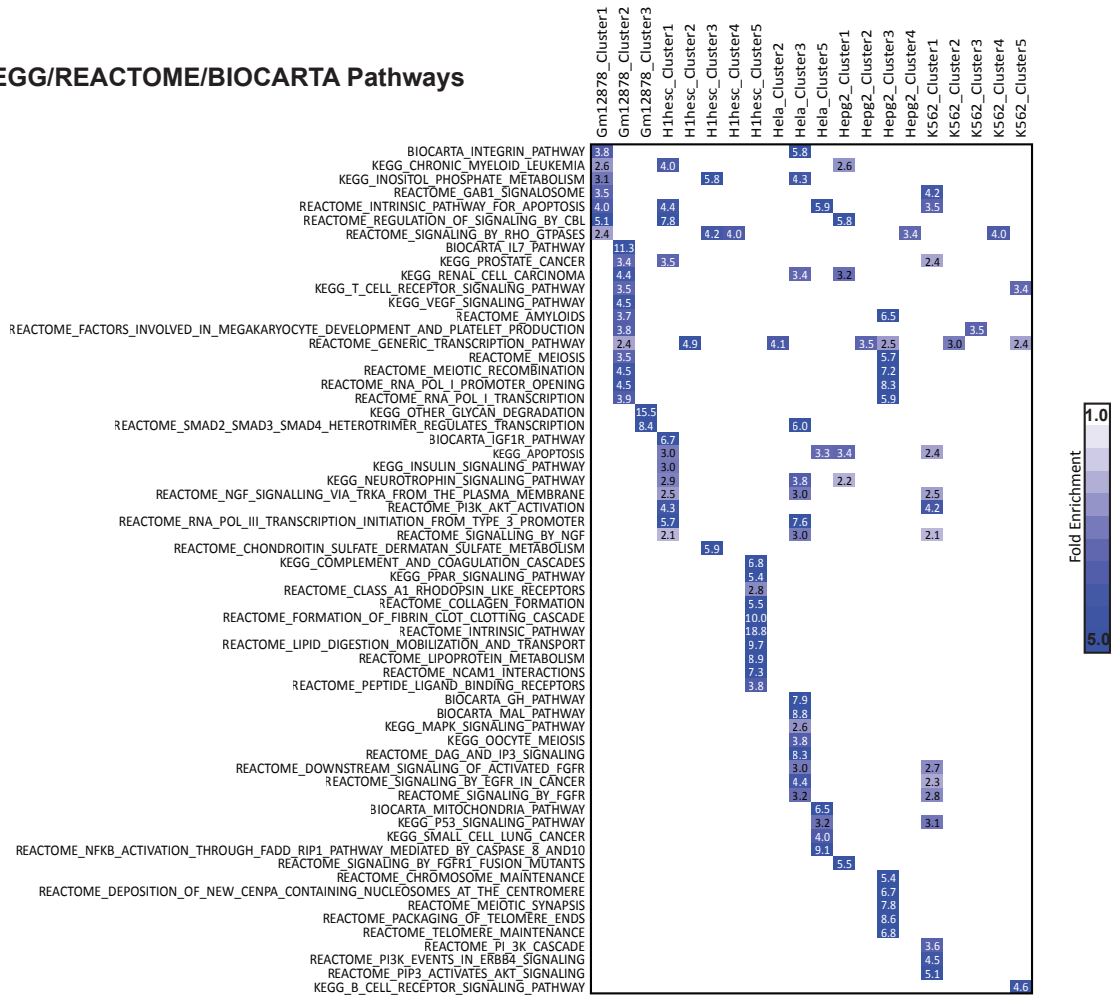 EGG/REACTOME/BIOCARTA Pathways
Gm12878_Cluster1
Gm12878_Cluster2
Gm12878_Cluster3
H1hesc_Cluster1
H1hesc_Cluster2
H1hesc_Cluster3
H1hesc_Cluster4
H1hesc_Cluster5
Hela_Cluster2
Hela_Cluster3
Hela_Cluster5
Hepg2_Cluster1
Hepg2_Cluster2
Hepg2_Cluster3
Hepg2_Cluster4
K562_Cluster1
K562_Cluster2
K562_Cluster3
K562_Cluster4
K562_Cluster5
BIOCARTA_INTEGRIN_PATHWAY 3.8 5.8
KEGG_CHRONIC_MYELOID_LEUKEMIA 2.6 4.0 2.6
KEGG_INOSITOL_PHOSPHATE_METABOLISM 3.1 5.8 4.3
REACTOME_GAB1_SIGNALOSOME 3.5 4.2
REACTOME_INTRINSIC_PATHWAY_FOR_APOPTOSIS 4.0 4.4 5.9 3.5
REACTOME_REGULATION_OF_SIGNALING_BY_CBL 5.1 7.8 5.8
REACTOME_SIGNALING_BY_RHO_GTPASES 2.4 4.2 4.0 3.4 4.0
BIOCARTA_IL7_PATHWAY 11.3
KEGG_PROSTATE_CANCER 3.4 3.5 2.4
KEGG_RENAL_CELL_CARCINOMA 4.4 3.4 3.2
KEGG_T_CELL_RECEPTOR_SIGNALING_PATHWAY 3.5 3.4
KEGG_VEGF_SIGNALING_PATHWAY 4.5
REACTOME_AMYLOIDS 3.7 6.5
REACTOME_FACTORS_INVOLVED_IN_MEGAKARYOCYTE_DEVELOPMENT_AND_PLATELET_PRODUCTION 3.8 3.5
REACTOME_GENERIC_TRANSCRIPTION_PATHWAY 2.4 4.9 4.1 3.5 2.5 3.0 2.4
REACTOME_MEIOSIS 3.5 5.7
REACTOME_MEIOTIC_RECOMBINATION 4.5 7.2
REACTOME_RNA_POL_I_PROMOTER_OPENING 4.5 8.3
REACTOME_RNA_POL_I_TRANSCRIPTION 3.9 5.9
KEGG_OTHER_GLYCAN_DEGRADATION 15.5
REACTOME_SMAD2_SMAD3_SMAD4_HETEROTRIMER_REGULATES_TRANSCRIPTION 8.4 6.0
BIOCARTA_IGF1R_PATHWAY 6.7
KEGG_APOPTOSIS 3.0 3.3 3.4 2.4
KEGG_INSULIN_SIGNALING_PATHWAY 3.0
KEGG_NEUROTROPHIN_SIGNALING_PATHWAY 2.9 3.8 2.2
REACTOME_NGF_SIGNALLING_VIA_TRKA_FROM_THE_PLASMA_MEMBRANE 2.5 3.0 2.5
REACTOME_PI3K_AKT_ACTIVATION 4.3 4.2
REACTOME_RNA_POL_III_TRANSCRIPTION_INITIATION_FROM_TYPE_3_PROMOTER 5.7 7.6
REACTOME_SIGNALLING_BY_NGF 2.1 3.0 2.1
REACTOME_CHONDROITIN_SULFATE_DERMATAN_SULFATE_METABOLISM 5.9
KEGG_COMPLEMENT_AND_COAGULATION_CASCADES 6.8
KEGG_PPAR_SIGNALING_PATHWAY 5.4
REACTOME_CLASS_A1_RHODOPSIN_LIKE_RECEPTORS 2.8
REACTOME_COLLAGEN_FORMATION 5.5
REACTOME_FORMATION_OF_FIBRIN_CLOT_CLOTTING_CASCADE 10.0
REACTOME_INTRINSIC_PATHWAY 18.8
REACTOME_LIPID_DIGESTION_MOBILIZATION_AND_TRANSPORT 9.7
REACTOME_LIPOPROTEIN_METABOLISM 8.9
REACTOME_NCAM1_INTERACTIONS 7.3
REACTOME_PEPTIDE_LIGAND_BINDING_RECEPTORS 3.8
BIOCARTA_GH_PATHWAY 7.9
BIOCARTA_MAL_PATHWAY 8.8
KEGG_MAPK_SIGNALING_PATHWAY 2.6
KEGG_OOCYTE_MEIOSIS 3.8
REACTOME_DAG_AND_IP3_SIGNALING 8.3
REACTOME_DOWNSTREAM_SIGNALING_OF_ACTIVATED_FGFR 3.0 2.7
REACTOME_SIGNALING_BY_EGFR_IN_CANCER 4.4 2.3
REACTOME_SIGNALING_BY_FGFR 3.2 2.8
BIOCARTA_MITOCHONDRIA_PATHWAY 6.5
KEGG_P53_SIGNALING_PATHWAY 3.2 3.1
KEGG_SMALL_CELL_LUNG_CANCER 4.0
REACTOME_NFKB_ACTIVATION_THROUGH_FADD_RIP1_PATHWAY_MEDIATED_BY_CASPASE_8_AND10 9.1
REACTOME_SIGNALING_BY_FGFR1_FUSION_MUTANTS 5.5
REACTOME_CHROMOSOME_MAINTENANCE 5.4
REACTOME_DEPOSITION_OF_NEW_CENPA_CONTAINING_NUCLEOSOMES_AT_THE_CENTROMERE 6.7
REACTOME_MEIOTIC_SYNAPSIS 7.8
REACTOME_PACKAGING_OF_TELOMERE_ENDS 8.6
REACTOME_TELOMERE_MAINTENANCE 6.8
REACTOME_PI_3K_CASCADE 3.6
REACTOME_PI3K_EVENTS_IN_ERBB4_SIGNALING 4.5
REACTOME_PIP3_ACTIVATES_AKT_SIGNALING 5.1
KEGG_B_CELL_RECEPTOR_SIGNALING_PATHWAY 4.6
Fold Enrichment
1.0
5.0